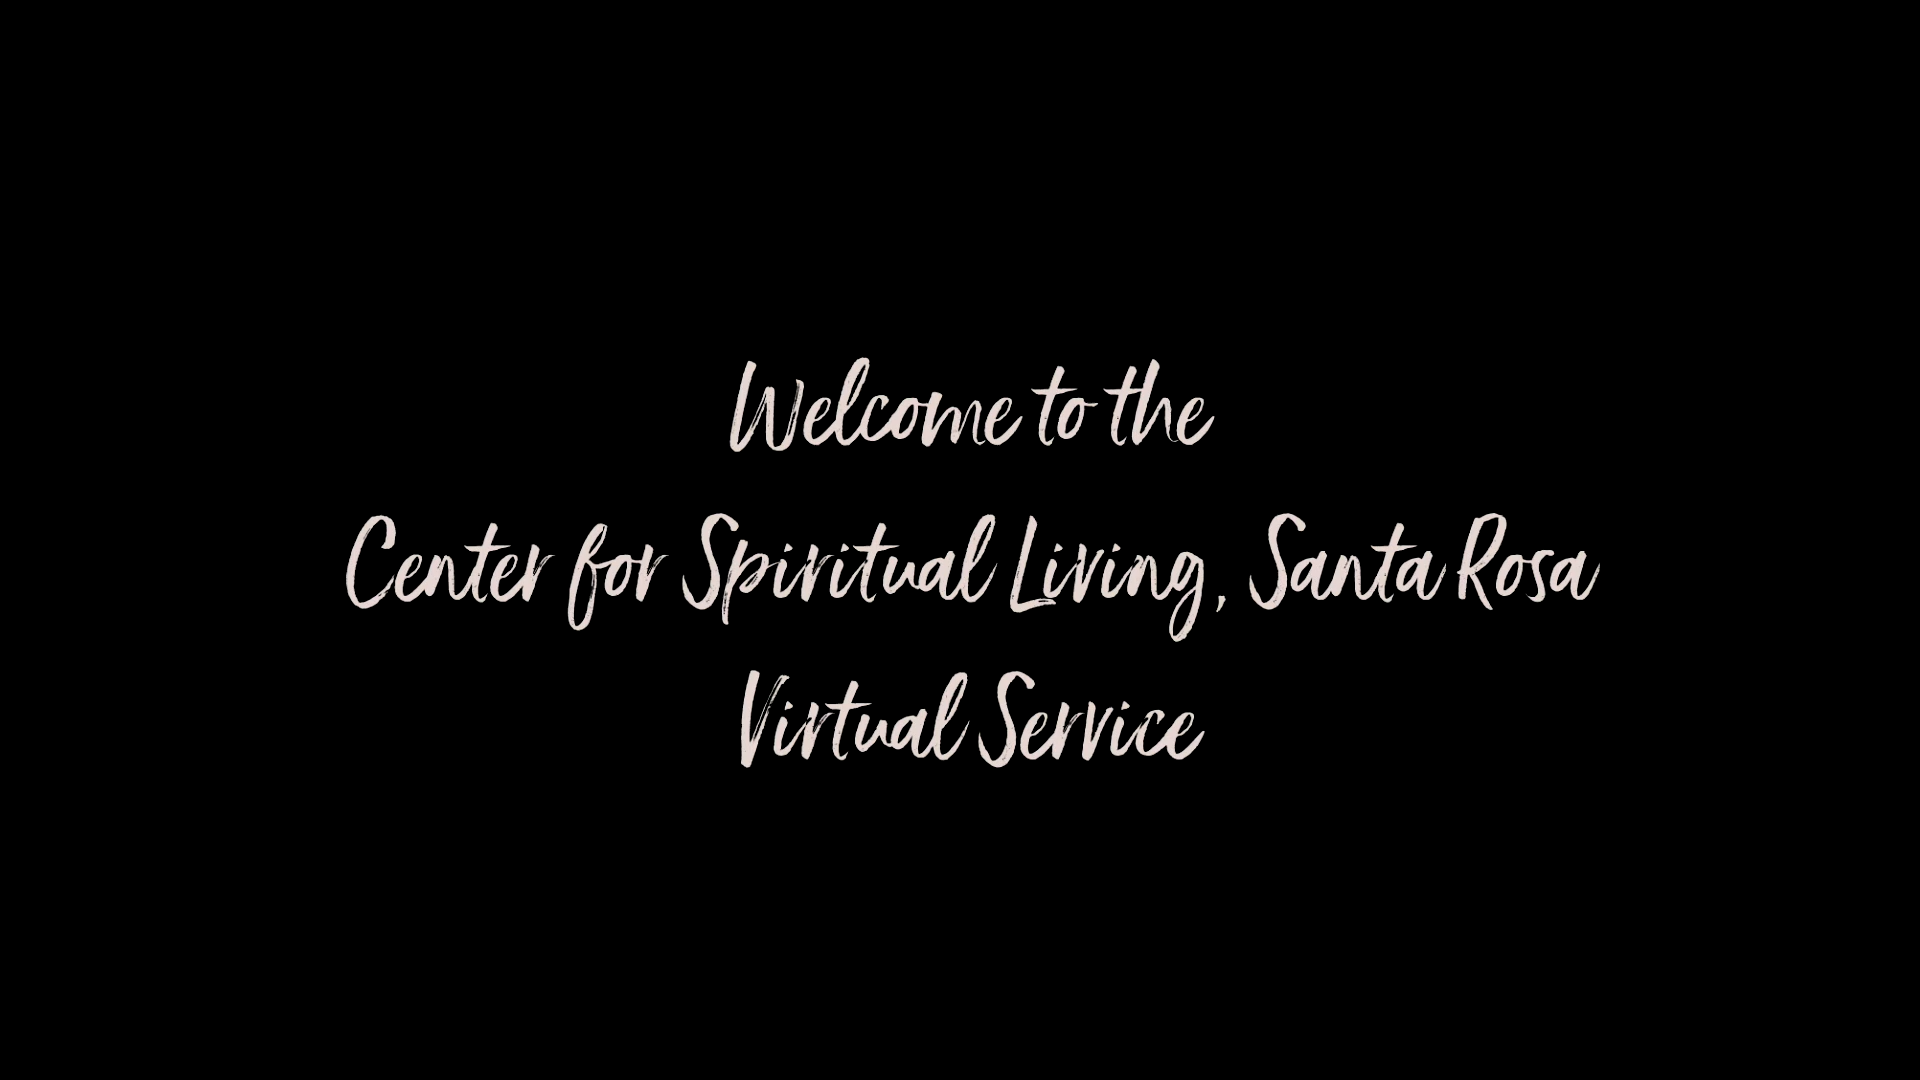 Welcome to the
Center for Spiritual Living, Santa Rosa
Virtual Service